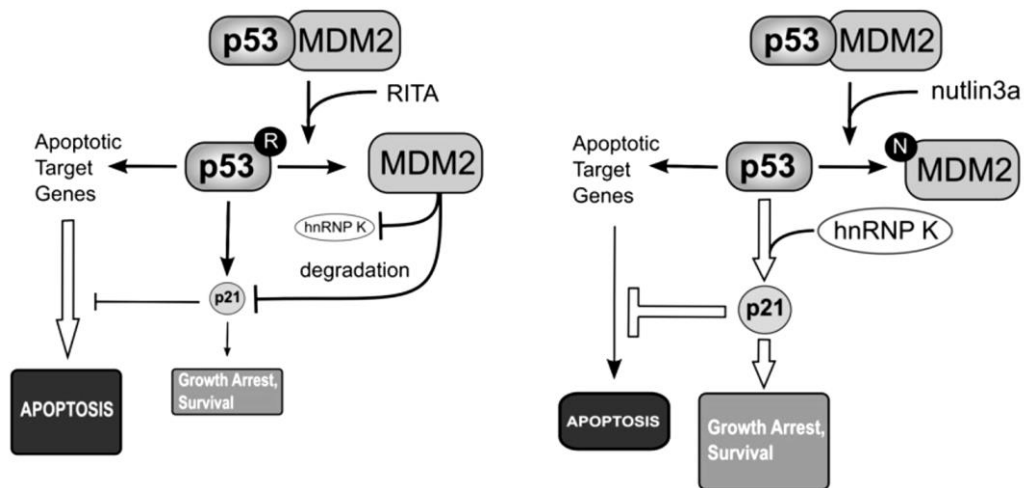 p53 MDM2
RITA
Apoptotic
Target
Genes
p53
R
MDM2
hnRNP K
degradation
p21
APOPTOSIS
Growth Arrest,
Survival
p53 MDM2
nutlin3a
Apoptotic
Target
Genes
p53
N
MDM2
hnRNP K
p21
APOPTOSIS
Growth Arrest,
Survival